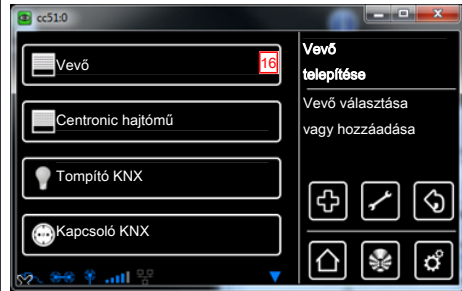 cc51:0
Vevő
16
Centronic hajtómű
Tompító KNX
Kapcsoló KNX
Vevő
telepítése
Vevő választása
vagy hozzáadása